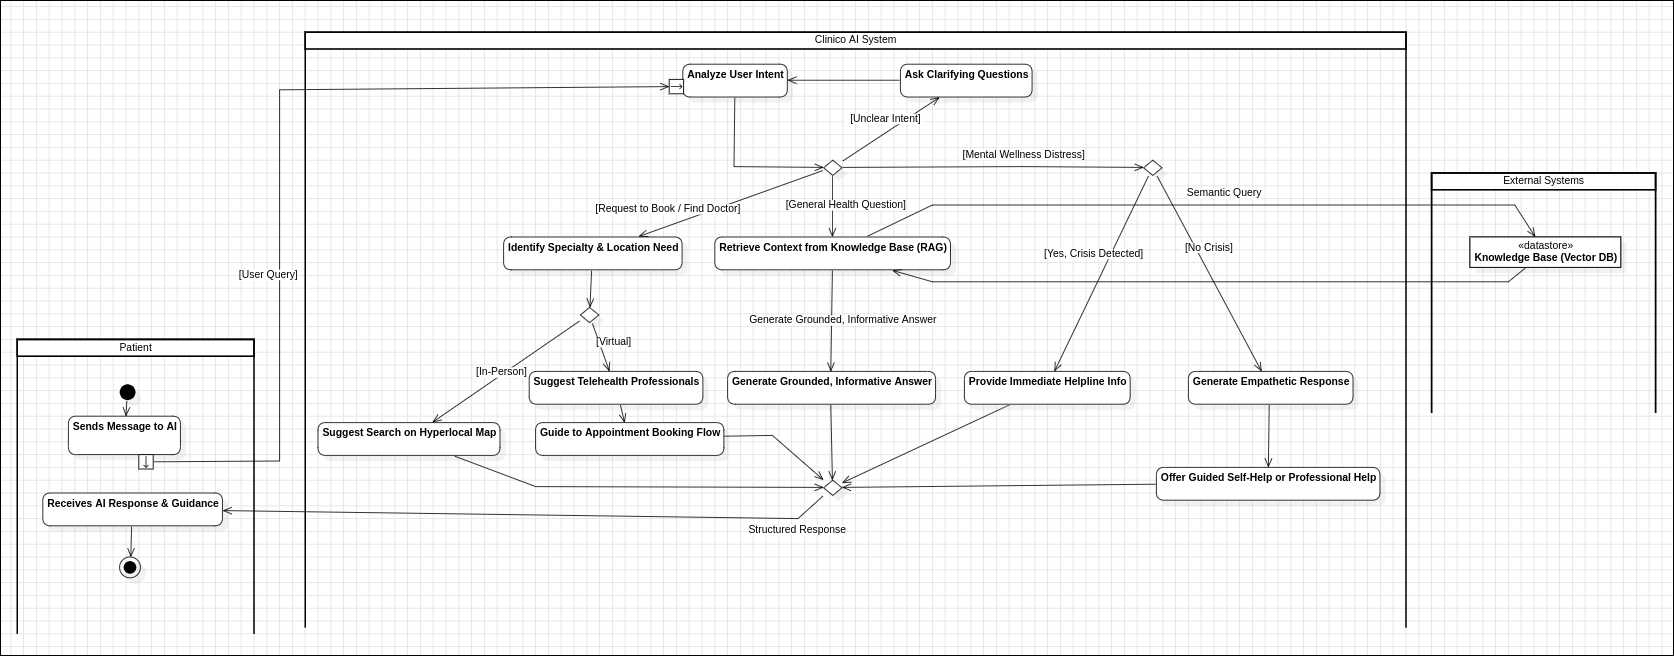 Clinico AI System
Analyze User Intent
Ask Clarifying Questions
[Unclear Intent]
[Mental Wellness Distress]
External Systems
Semantic Query
[Request to Book / Find Doctor]
[General Health Question]
Identify Specialty & Location Need
Retrieve Context from Knowledge Base (RAG)
[Yes, Crisis Detected]
[No Crisis]
«datastore»
Knowledge Base (Vector DB)
[User Query]
Generate Grounded, Informative Answer
[Virtual]
Patient
[In-Person]
Suggest Telehealth Professionals
Generate Grounded, Informative Answer
Provide Immediate Helpline Info
Generate Empathetic Response
Sends Message to AI
Suggest Search on Hyperlocal Map
Guide to Appointment Booking Flow
Offer Guided Self-Help or Professional Help
Receives AI Response & Guidance
Structured Response